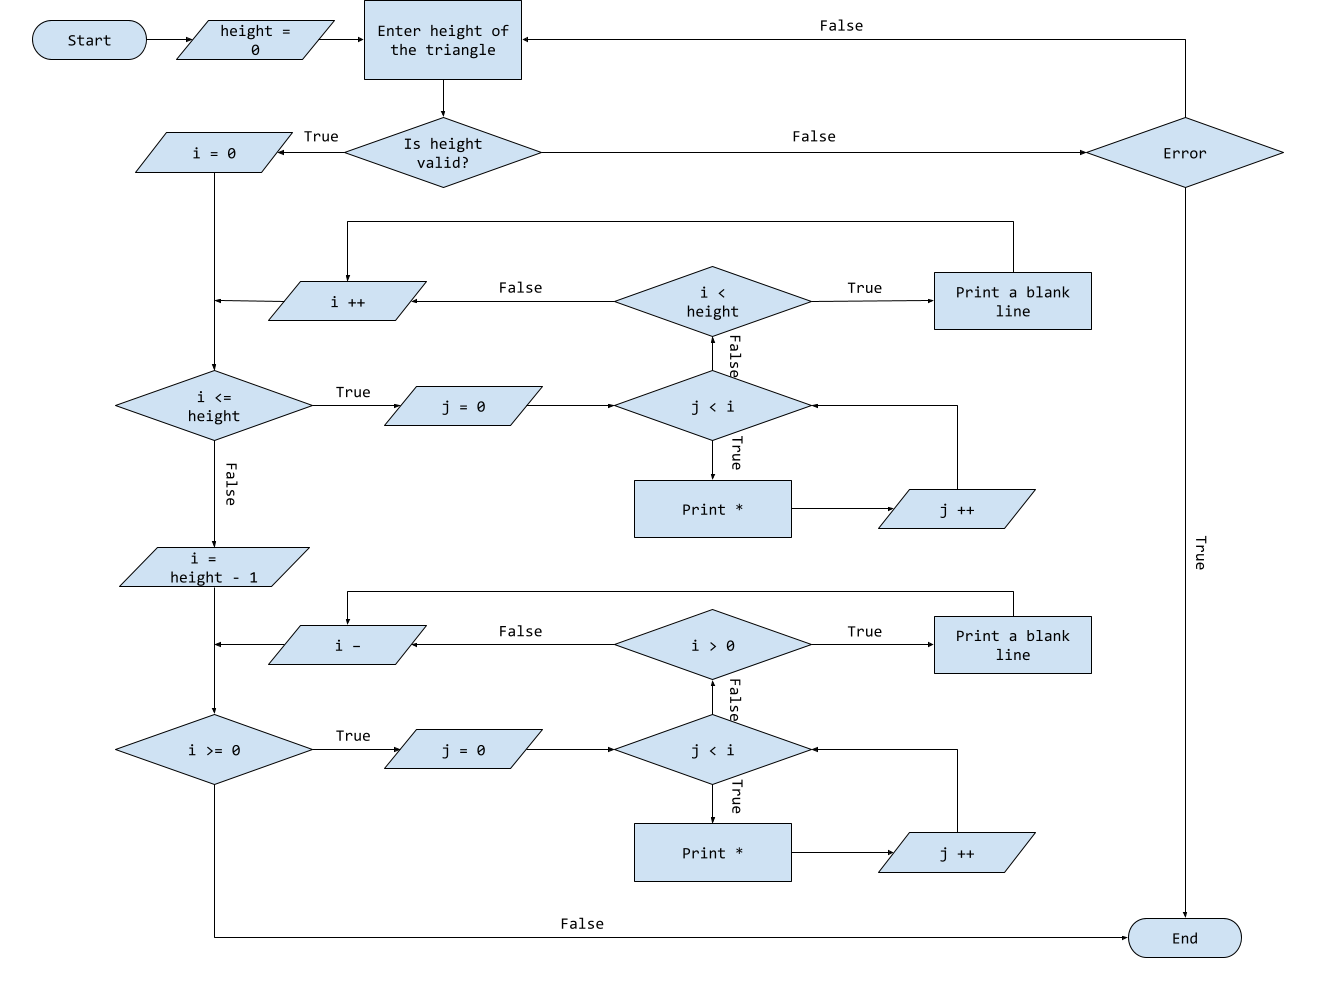 Start
height =
0
Enter height of
the triangle
False
i = 0
True
Is height
valid?
False
Error
i ++
False
i <
height
True
Print a blank
line
False
i <=
height
True
j = 0
j < i
True
False
Print *
j ++
True
i =
height - 1
i –
False
i > 0
True
Print a blank
line
False
i >= 0
True
j = 0
j < i
True
Print *
j ++
False
End